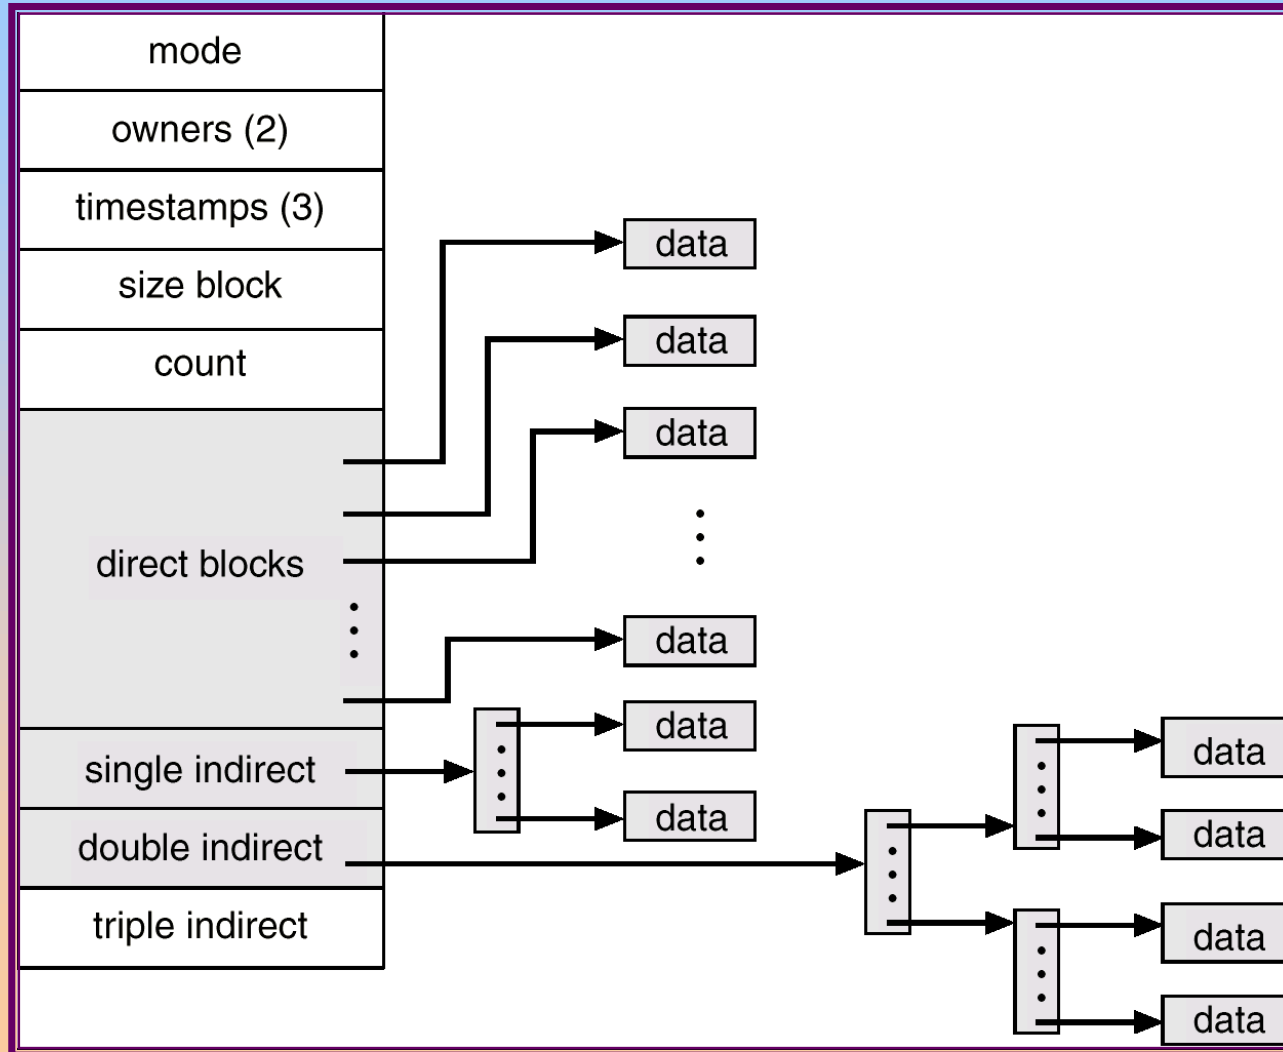 mode
owners (2)
timestamps (3)
size block
count
direct blocks
single indirect
double indirect
triple indirect
data
data
data
data
data
data
data
data
data
data